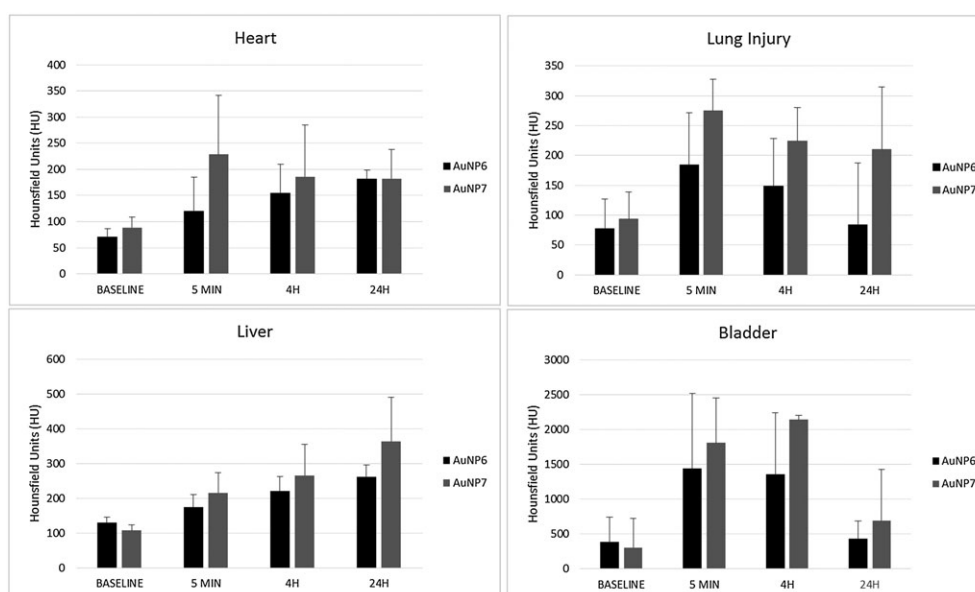 Heart
Hounsfield Units (HU)
400
350
300
250
200
150
100
50
0
BASELINE 5 MIN 4H 24H
AuNP6
AuNP7
Lung Injury
Hounsfield Units (HU)
350
300
250
200
150
100
50
0
BASELINE 5 MIN 4H 24H
AuNP6
AuNP7
Liver
Hounsfield Units (HU)
600
500
400
300
200
100
0
BASELINE 5 MIN 4H 24H
AuNP6
AuNP7
Bladder
Hounsfield Units (HU)
3000
2500
2000
1500
1000
500
0
BASELINE 5 MIN 4H 24H
AuNP6
AuNP7